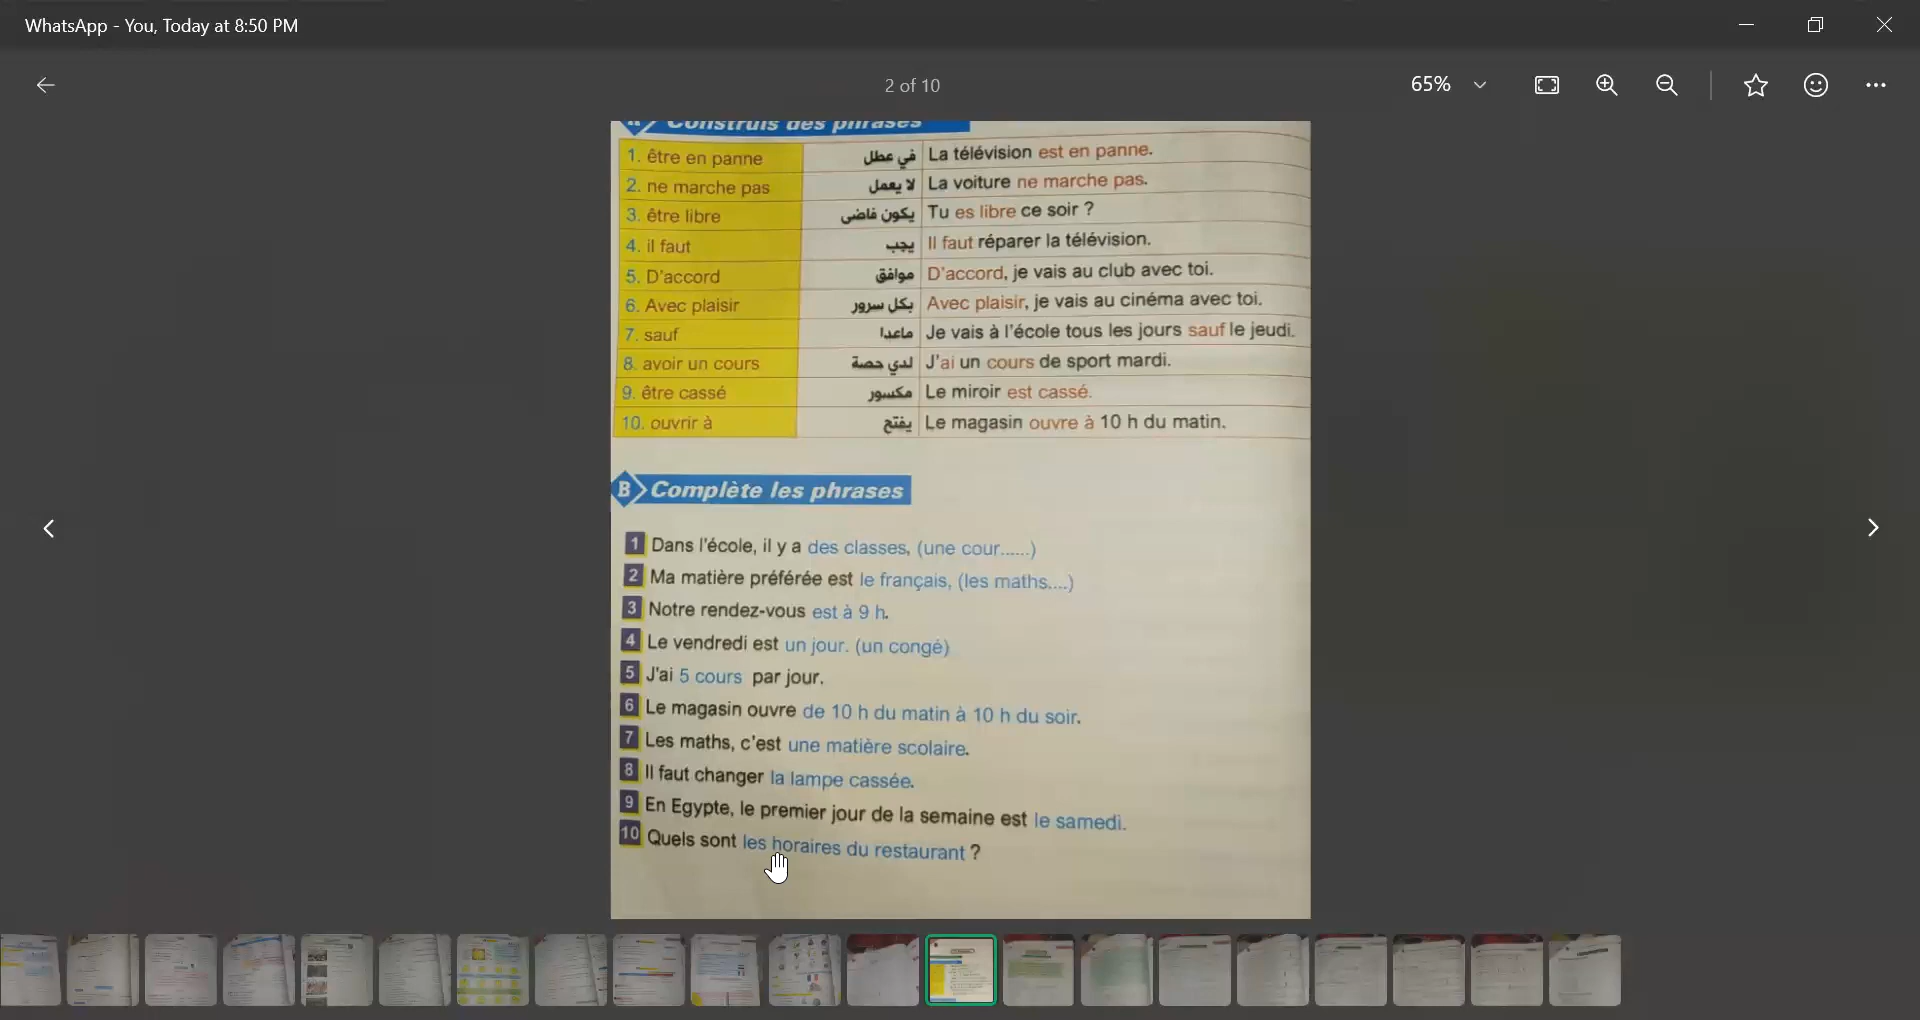 WhatsApp - You, Today at 8:50 PM
2 of 10
65%
A Construis des phrases
1. être en panne في عطل La télévision est en panne.
2. ne marche pas لا يعمل La voiture ne marche pas.
3. être libre يكون فاضى Tu es libre ce soir ?
4. il faut يجب Il faut réparer la télévision.
5. D'accord موافق D'accord, je vais au club avec toi.
6. Avec plaisir بكل سرور Avec plaisir, je vais au cinéma avec toi.
7. sauf ماعدا Je vais à l'école tous les jours sauf le jeudi.
8. avoir un cours لدي حصة J'ai un cours de sport mardi.
9. être cassé مكسور Le miroir est cassé.
10. ouvrir à يفتح Le magasin ouvre à 10 h du matin.
B Complète les phrases
1 Dans l'école, il y a des classes, (une cour......)
2 Ma matière préférée est le français, (les maths....)
3 Notre rendez-vous est à 9 h.
4 Le vendredi est un jour. (un congé)
5 J'ai 5 cours par jour.
6 Le magasin ouvre de 10 h du matin à 10 h du soir.
7 Les maths, c'est une matière scolaire.
8 Il faut changer la lampe cassée.
9 En Egypte, le premier jour de la semaine est le samedi.
10 Quels sont les horaires du restaurant ?